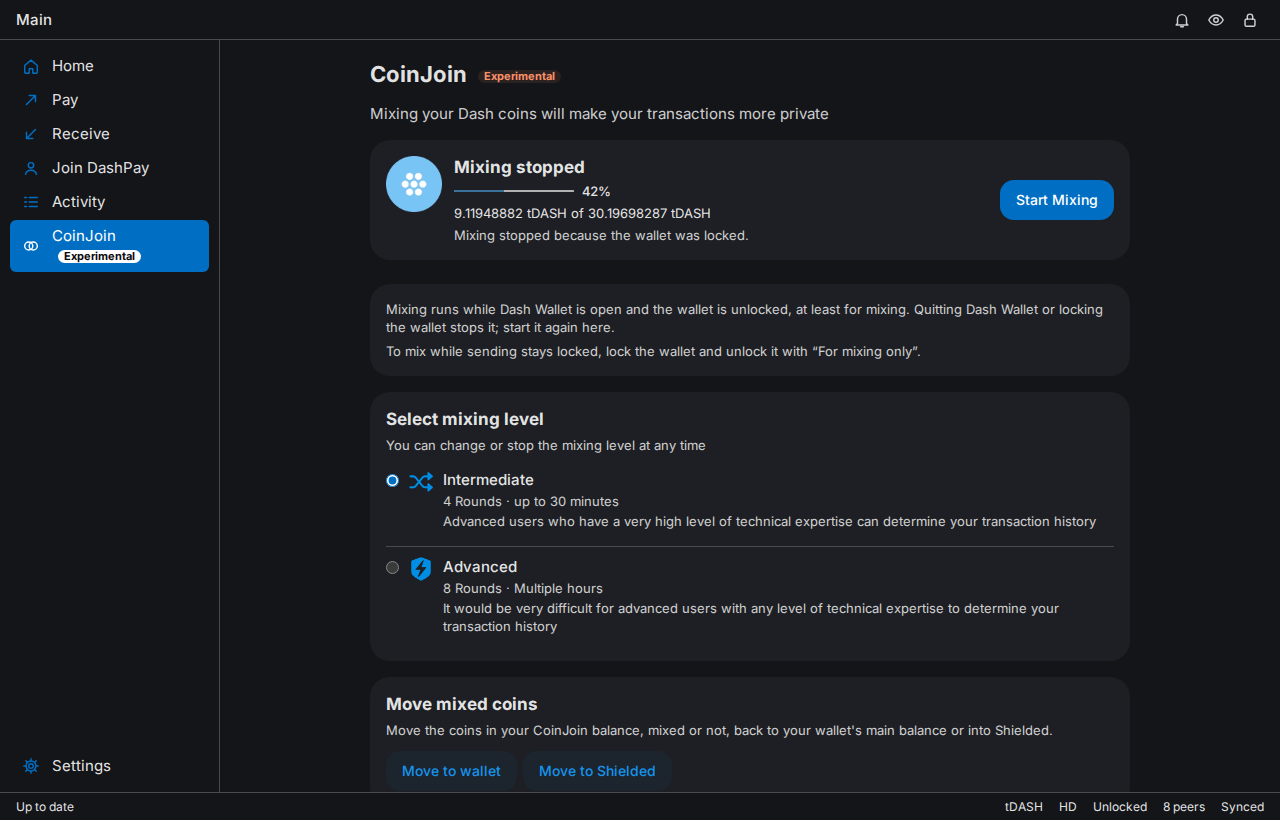 Main
Home
Pay
Receive
Join DashPay
Activity
CoinJoin
Experimental
Settings
CoinJoin Experimental
Mixing your Dash coins will make your transactions more private
Mixing stopped
42%
9.11948882 tDASH of 30.19698287 tDASH
Mixing stopped because the wallet was locked.
Start Mixing
Mixing runs while Dash Wallet is open and the wallet is unlocked, at least for mixing. Quitting Dash Wallet or locking
the wallet stops it; start it again here.
To mix while sending stays locked, lock the wallet and unlock it with “For mixing only”.
Select mixing level
You can change or stop the mixing level at any time
Intermediate
4 Rounds · up to 30 minutes
Advanced users who have a very high level of technical expertise can determine your transaction history
Advanced
8 Rounds · Multiple hours
It would be very difficult for advanced users with any level of technical expertise to determine your
transaction history
Move mixed coins
Move the coins in your CoinJoin balance, mixed or not, back to your wallet's main balance or into Shielded.
Move to wallet Move to Shielded
Up to date
tDASH HD Unlocked 8 peers Synced